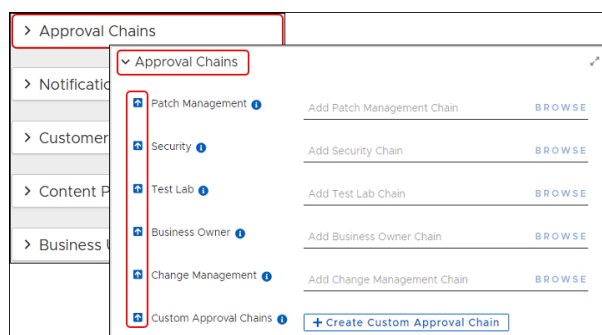 Approval Chains
Notificatio
Customer
Content P
Business U
Approval Chains
Patch Management
Add Patch Management Chain
BROWSE
Security
Add Security Chain
BROWSE
Test Lab
Add Test Lab Chain
BROWSE
Business Owner
Add Business Owner Chain
BROWSE
Change Management
Add Change Management Chain
BROWSE
Custom Approval Chains
+ Create Custom Approval Chain